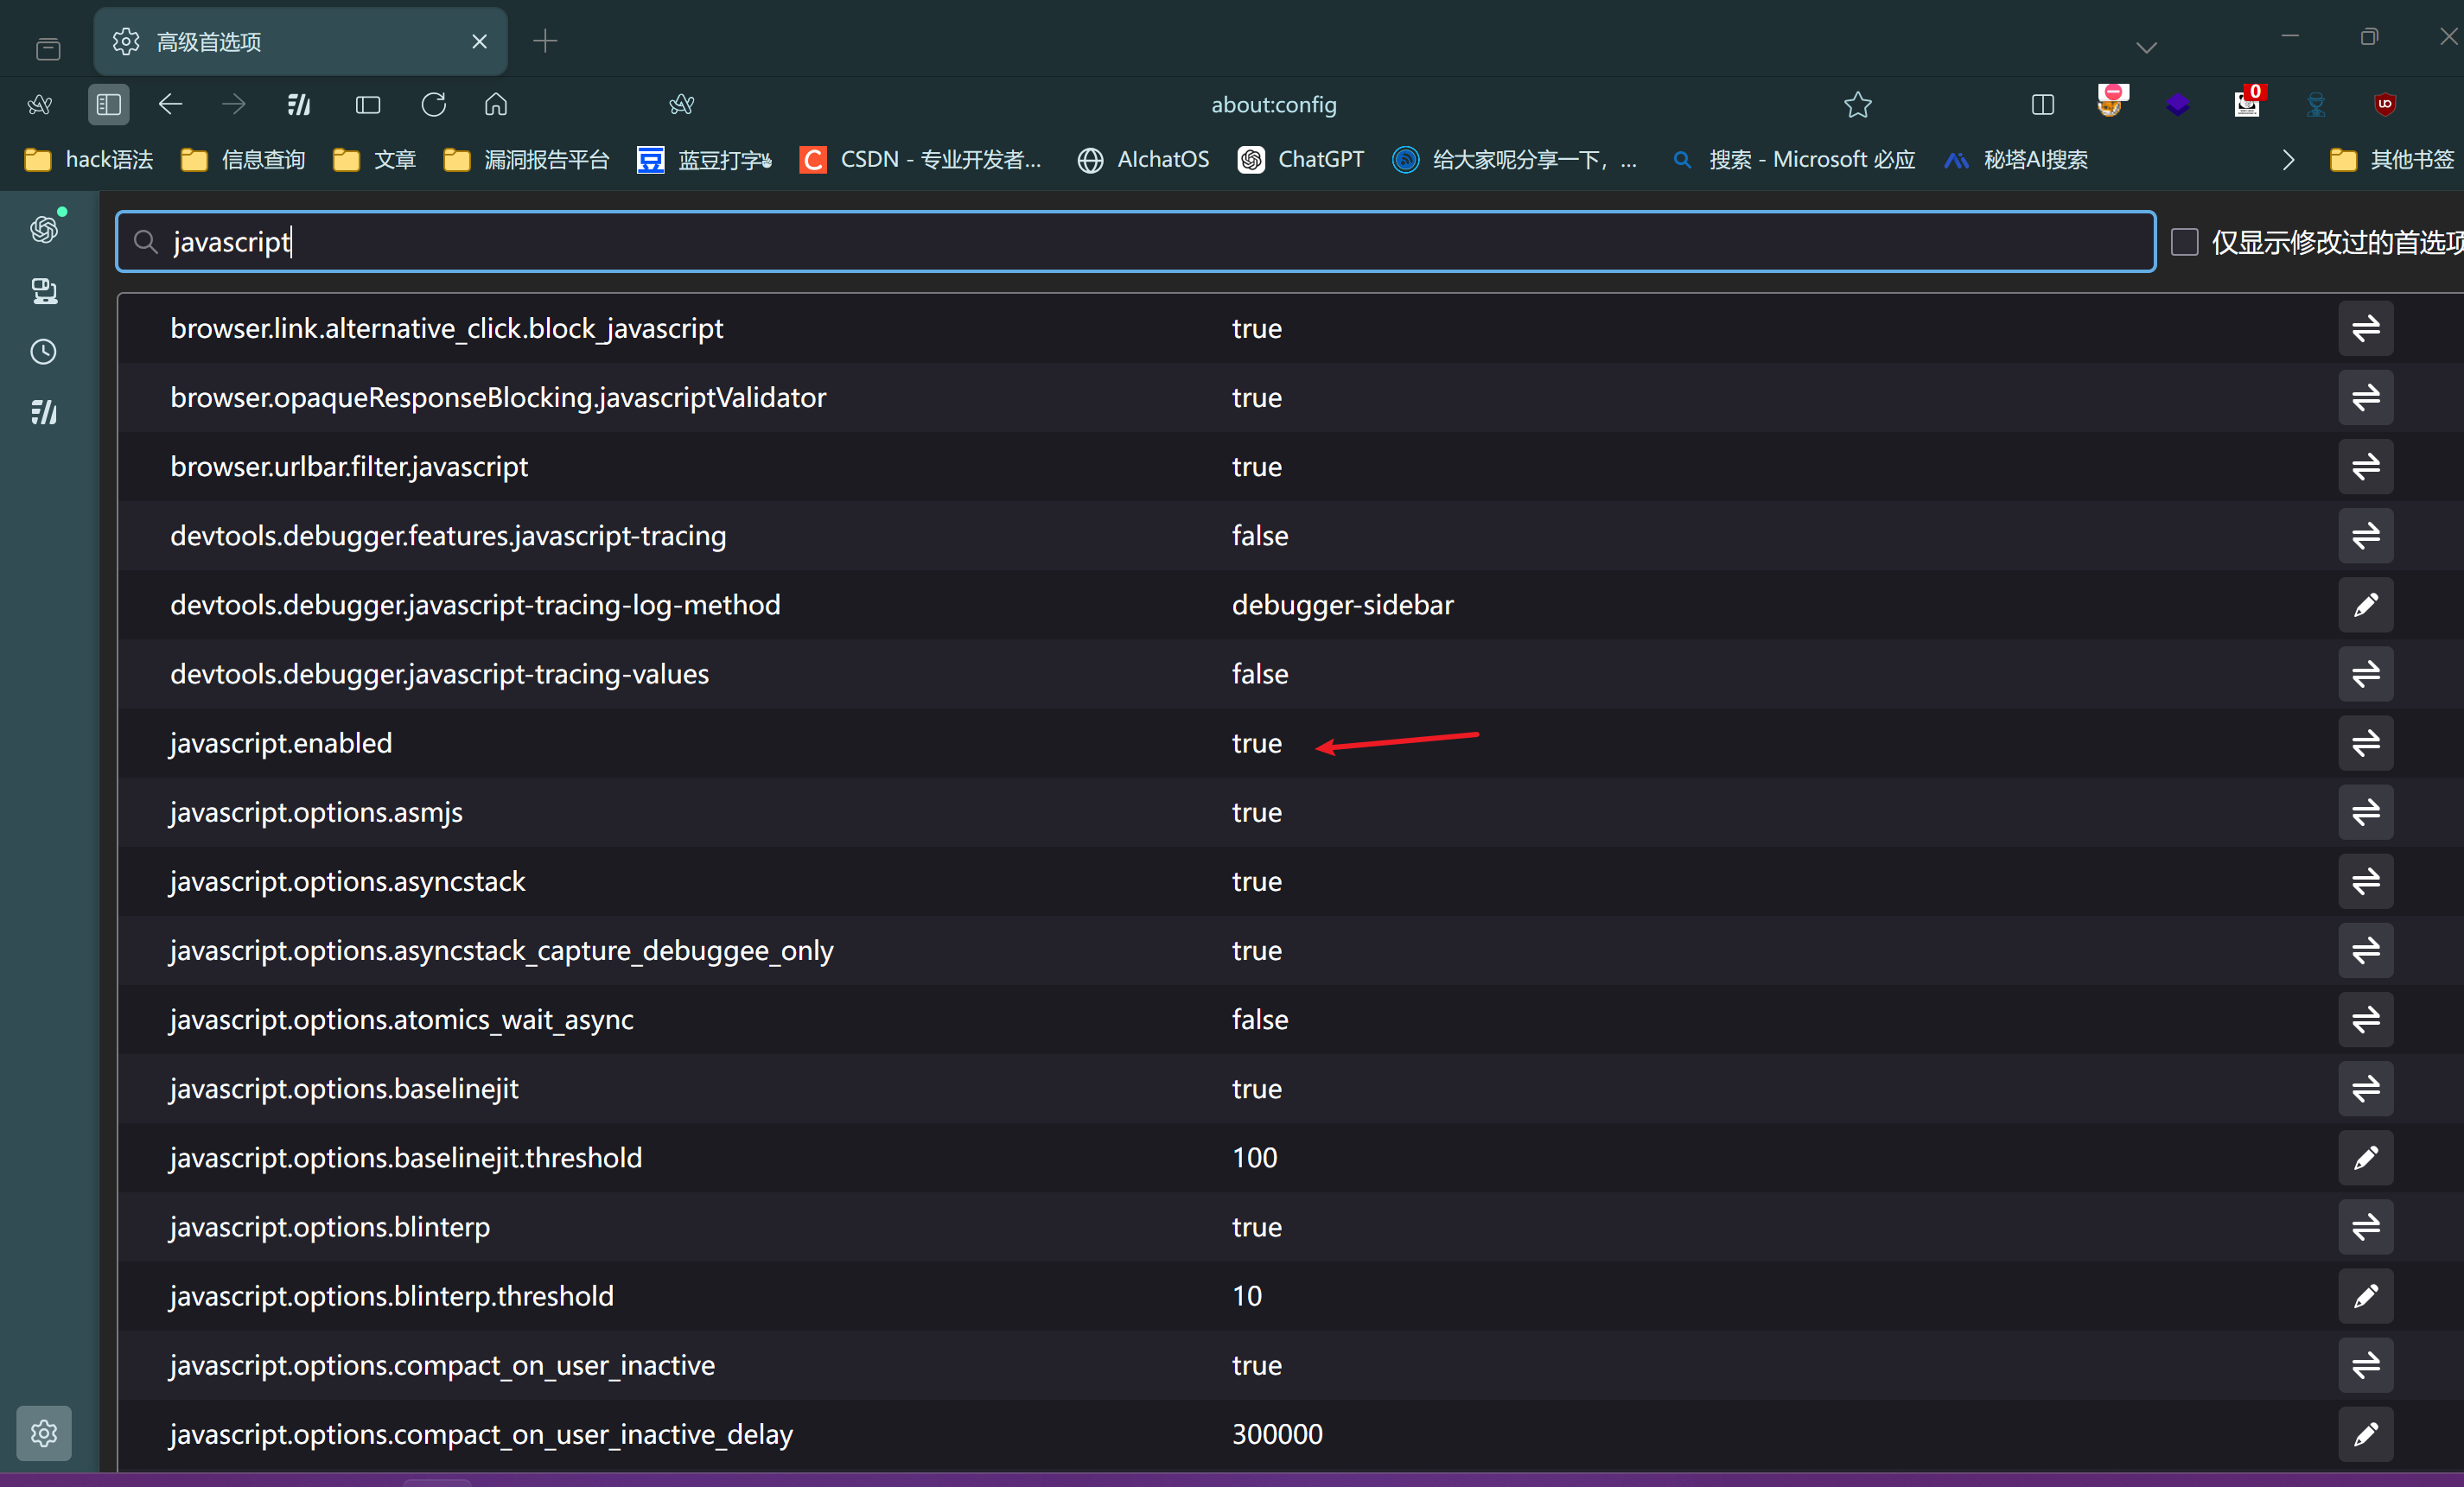 高级首选项
about:config
hack语法 信息查询 文章 漏洞报告平台 蓝豆打字 CSDN - 专业开发者... AIchatOS ChatGPT 给大家呢分享一下，... 搜索 - Microsoft 必应 秘塔AI搜索 其他书签
0
javascript
仅显示修改过的首选项
browser.link.alternative_click.block_javascript true
browser.opaqueResponseBlocking.javascriptValidator true
browser.urlbar.filter.javascript true
devtools.debugger.features.javascript-tracing false
devtools.debugger.javascript-tracing-log-method debugger-sidebar
devtools.debugger.javascript-tracing-values false
javascript.enabled true
javascript.options.asmjs true
javascript.options.asyncstack true
javascript.options.asyncstack_capture_debuggee_only true
javascript.options.atomics_wait_async false
javascript.options.baselinejit true
javascript.options.baselinejit.threshold 100
javascript.options.blinterp true
javascript.options.blinterp.threshold 10
javascript.options.compact_on_user_inactive true
javascript.options.compact_on_user_inactive_delay 300000